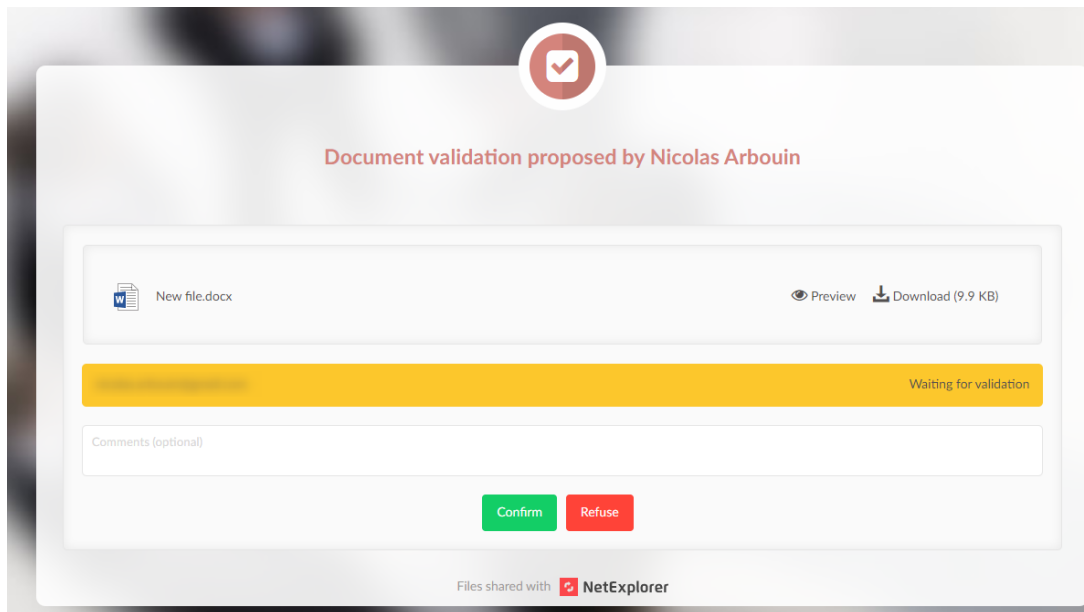 Document validation proposed by Nicolas Arbouin
W New file.docx Preview Download (9.9 KB)
Waiting for validation
Comments (optional)
Confirm Refuse
Files shared with NetExplorer